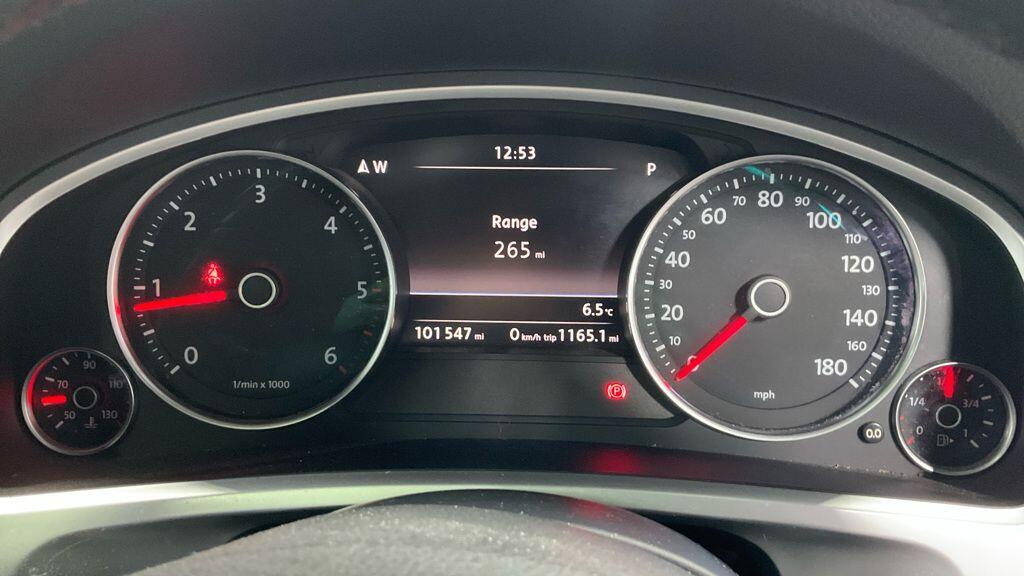 12:53
W
P
Range
265 mi
6.5°C
101547 mi 0 km/h trip 1165.1 mi
0 1 2 3 4 5 6
1/min x 1000
50 70 90 110 130
0 10 20 30 40 50 60 70 80 90 100 110 120 130 140 160 180
mph
(P)
0.0
0 1/4 3/4 1